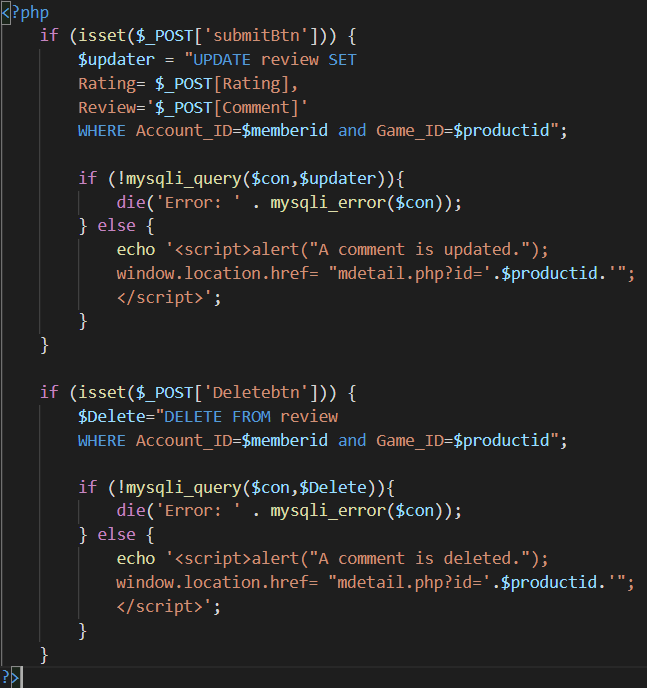 <?php
    if (isset($_POST['submitBtn'])) {
        $updater = "UPDATE review SET
        Rating= $_POST[Rating],
        Review='$_POST[Comment]'
        WHERE Account_ID=$memberid and Game_ID=$productid";

        if (!mysqli_query($con,$updater)){
            die('Error: ' . mysqli_error($con));
        } else {
            echo '<script>alert("A comment is updated.");
            window.location.href= "mdetail.php?id='.$productid.'";
            </script>';
        }
    }

    if (isset($_POST['Deletebtn'])) {
        $Delete="DELETE FROM review
        WHERE Account_ID=$memberid and Game_ID=$productid";

        if (!mysqli_query($con,$Delete)){
            die('Error: ' . mysqli_error($con));
        } else {
            echo '<script>alert("A comment is deleted.");
            window.location.href= "mdetail.php?id='.$productid.'";
            </script>';
        }
    }
?>